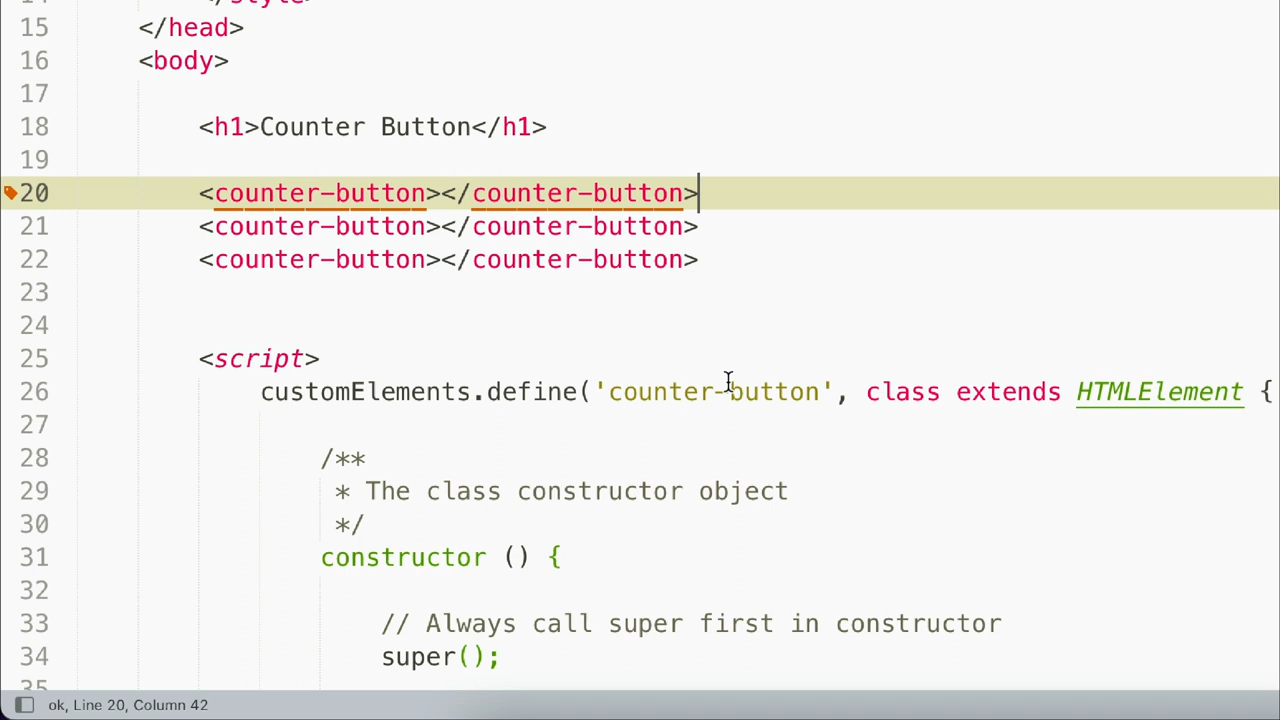 14 </style>
15 </head>
16 <body>
17
18 <h1>Counter Button</h1>
19
20 <counter-button></counter-button>
21 <counter-button></counter-button>
22 <counter-button></counter-button>
23
24
25 <script>
26 customElements.define('counter-button', class extends HTMLElement {
27
28 /**
29 * The class constructor object
30 */
31 constructor () {
32
33 // Always call super first in constructor
34 super();
35
ok, Line 20, Column 42